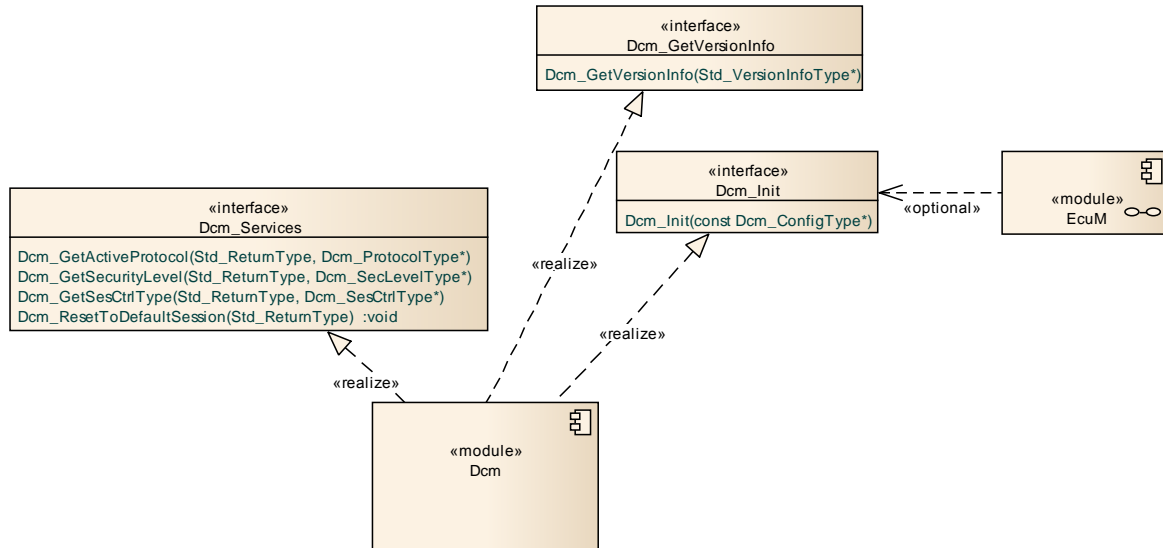 «interface»
Dcm_GetVersionInfo
Dcm_GetVersionInfo(Std_VersionInfoType*)
«interface»
Dcm_Init
Dcm_Init(const Dcm_ConfigType*)
«optional»
«module»
EcuM
«interface»
Dcm_Services
Dcm_GetActiveProtocol(Std_ReturnType, Dcm_ProtocolType*)
Dcm_GetSecurityLevel(Std_ReturnType, Dcm_SecLevelType*)
Dcm_GetSesCtrlType(Std_ReturnType, Dcm_SesCtrlType*)
Dcm_ResetToDefaultSession(Std_ReturnType) :void
«realize»
«realize»
«realize»
«module»
Dcm